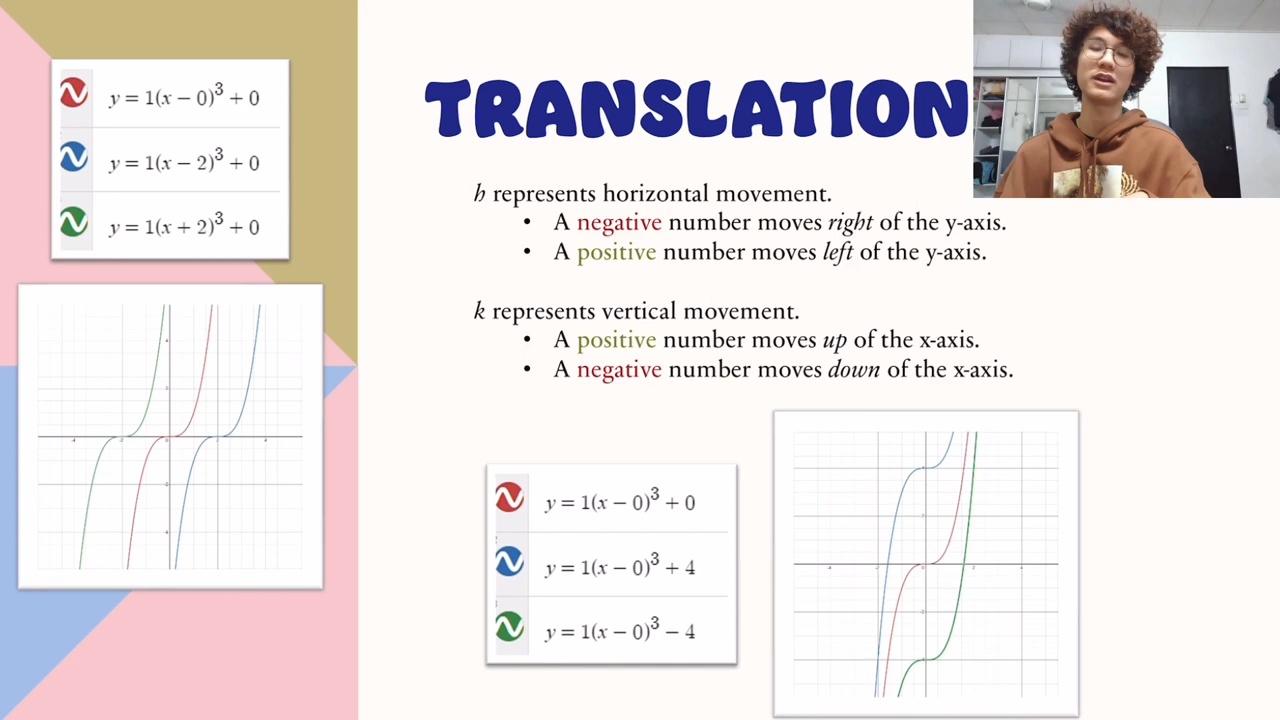 TRANSLATION
y = 1(x − 0)³ + 0
y = 1(x − 2)³ + 0
y = 1(x + 2)³ + 0
h represents horizontal movement.
• A negative number moves right of the y-axis.
• A positive number moves left of the y-axis.
k represents vertical movement.
• A positive number moves up of the x-axis.
• A negative number moves down of the x-axis.
y = 1(x − 0)³ + 0
y = 1(x − 0)³ + 4
y = 1(x − 0)³ − 4